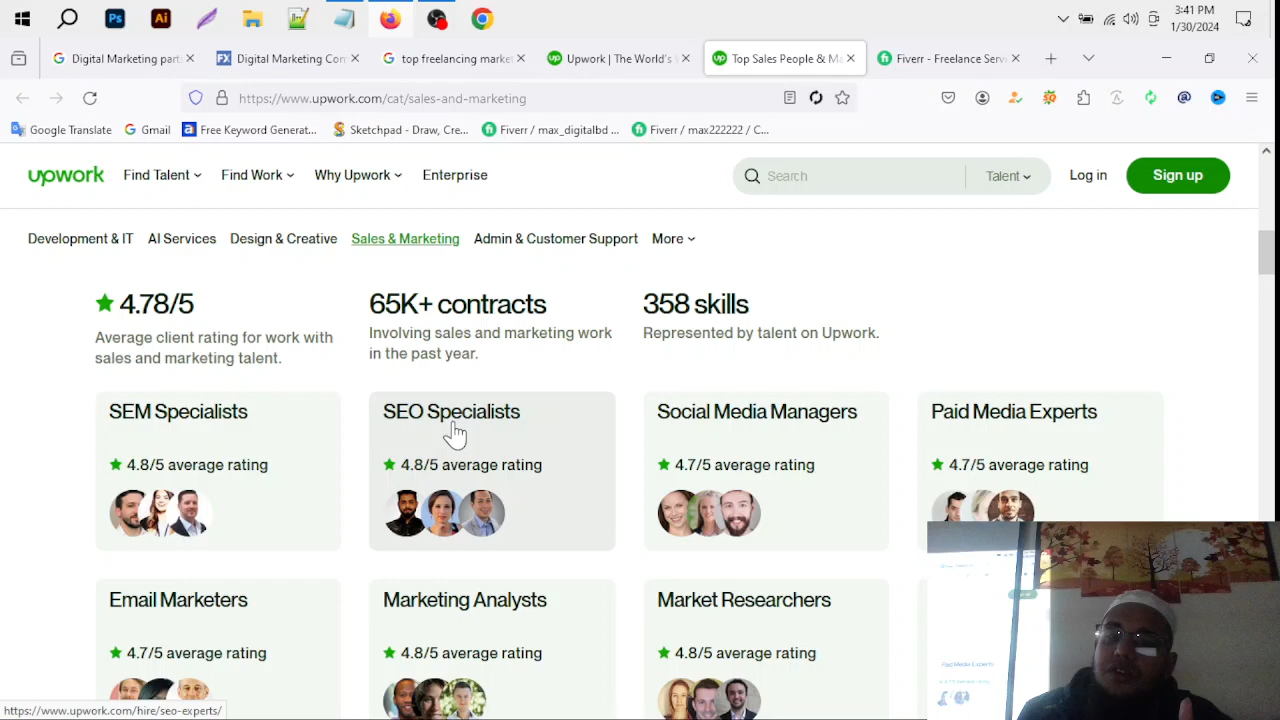 3:41 PM
1/30/2024
Digital Marketing part
Digital Marketing Con
top freelancing marke
Upwork | The World's
Top Sales People & Ma
Fiverr - Freelance Serv
https://www.upwork.com/cat/sales-and-marketing
Google Translate
Gmail
Free Keyword Generat...
Sketchpad - Draw, Cre...
Fiverr / max_digitalbd ...
Fiverr / max222222 / C...
upwork
Find Talent
Find Work
Why Upwork
Enterprise
Search
Talent
Log in
Sign up
Development & IT
AI Services
Design & Creative
Sales & Marketing
Admin & Customer Support
More
4.78/5
Average client rating for work with
sales and marketing talent.
65K+ contracts
Involving sales and marketing work
in the past year.
358 skills
Represented by talent on Upwork.
SEM Specialists
4.8/5 average rating
SEO Specialists
4.8/5 average rating
Social Media Managers
4.7/5 average rating
Paid Media Experts
4.7/5 average rating
Email Marketers
4.7/5 average rating
Marketing Analysts
4.8/5 average rating
Market Researchers
4.8/5 average rating
Paid Media Experts
https://www.upwork.com/hire/seo-experts/